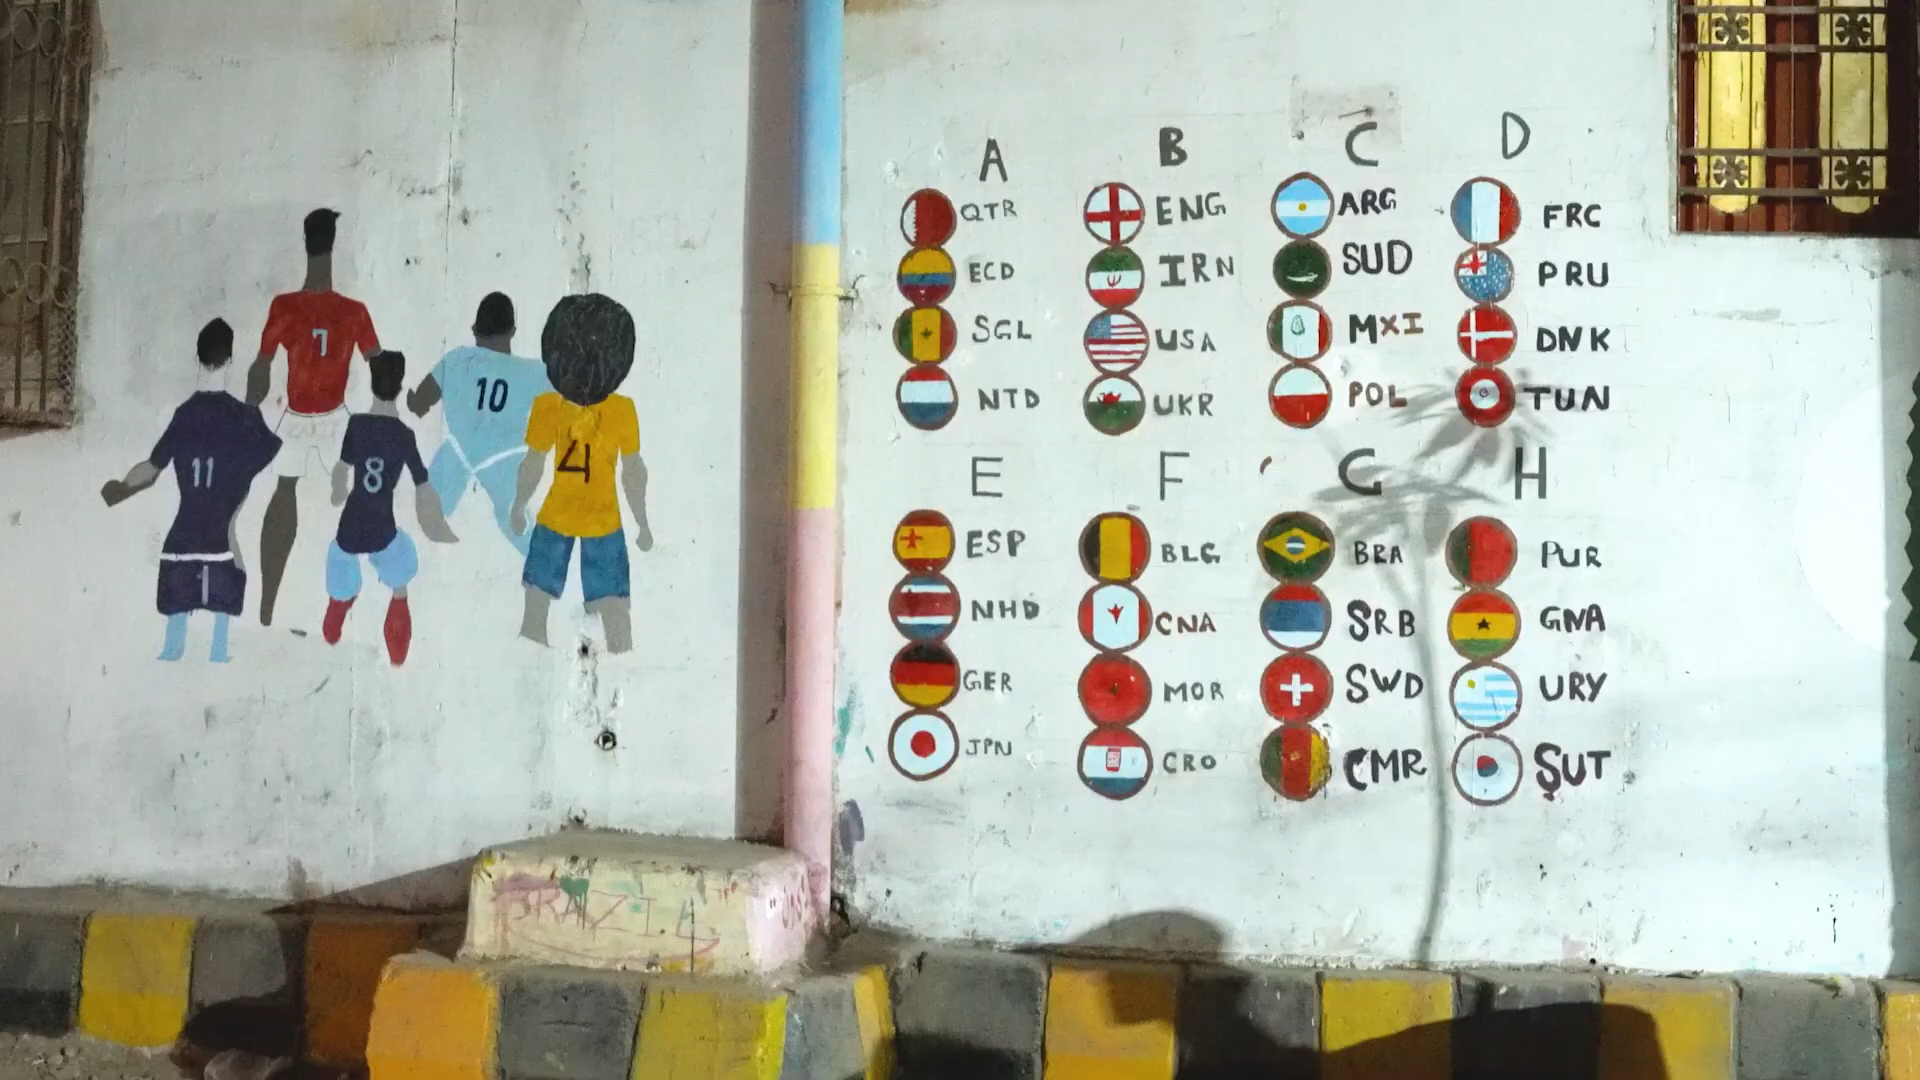 7
11
8
10
4
A B C D
QTR ENG ARG FRC
ECD IRN SUD PRU
SGL USA MXI DNK
NTD UKR POL TUN
E F G H
ESP BLG BRA PUR
NHD CNA SRB GNA
GER MOR SWD URY
JPN CRO CMR ŞUT
BRAZIL